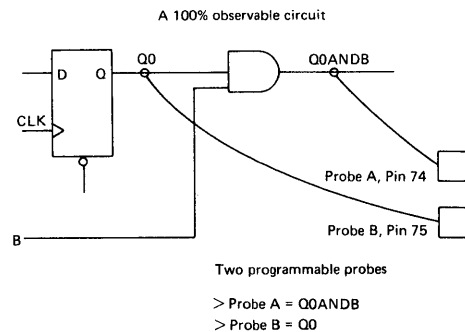 A 100% observable circuit
Q0
Q0ANDB
D Q
CLK
Probe A, Pin 74
Probe B, Pin 75
B
Two programmable probes
> Probe A = Q0ANDB
> Probe B = Q0